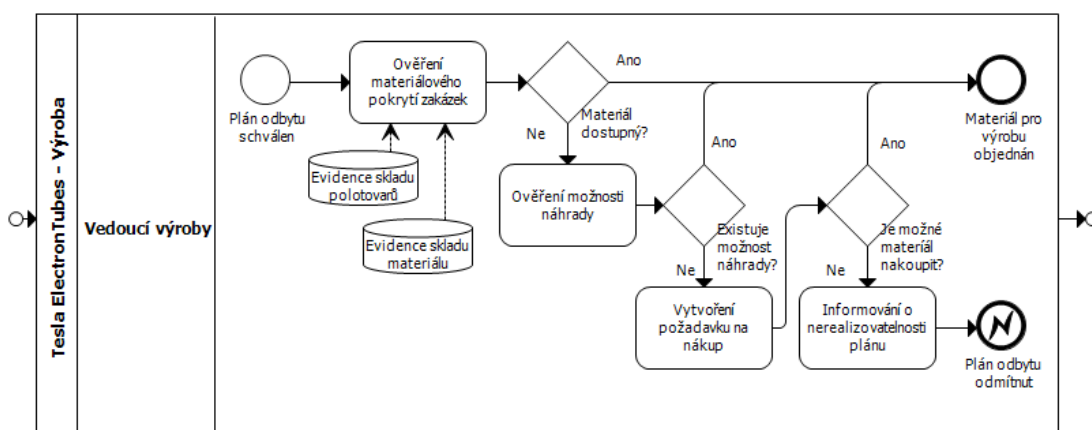 Tesla ElectronTubes - Výroba
Vedoucí výroby
Plán odbytu
schválen
Ověření
materiálového
pokrytí zakázek
Evidence skladu
polotovarů
Evidence skladu
materiálu
Ano
Materiál
dostupný?
Ne
Ověření možnosti
náhrady
Ano
Existuje
možnost
náhrady?
Ne
Vytvoření
požadavku na
nákup
Ano
Je možné
materíál
nakoupit?
Ne
Informování o
nerealizovatelnosti
plánu
Materiál pro
výrobu
objednán
Plán odbytu
odmítnut